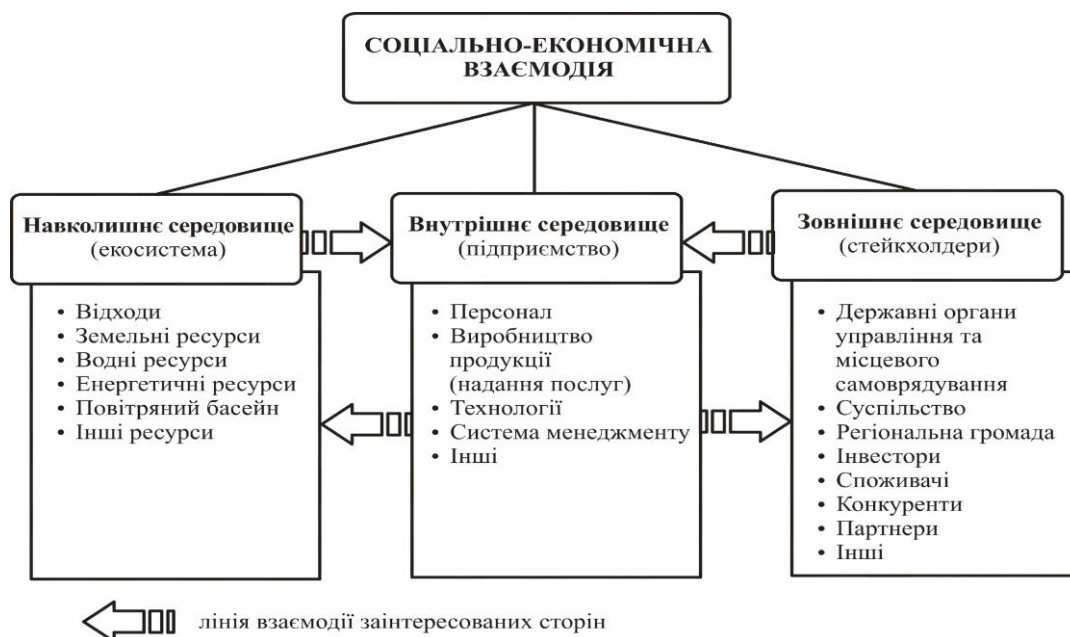 СОЦІАЛЬНО-ЕКОНОМІЧНА
ВЗАЄМОДІЯ
Навколишнє середовище
(екосистема)
• Відходи
• Земельні ресурси
• Водні ресурси
• Енергетичні ресурси
• Повітряний басейн
• Інші ресурси
Внутрішнє середовище
(підприємство)
• Персонал
• Виробництво
продукції
(надання послуг)
• Технології
• Система менеджменту
• Інші
Зовнішнє середовище
(стейкхолдери)
• Державні органи
управління та
місцевого
самоврядування
• Суспільство
• Регіональна громада
• Інвестори
• Споживачі
• Конкуренти
• Партнери
• Інші
лінія взаємодії заінтересованих сторін